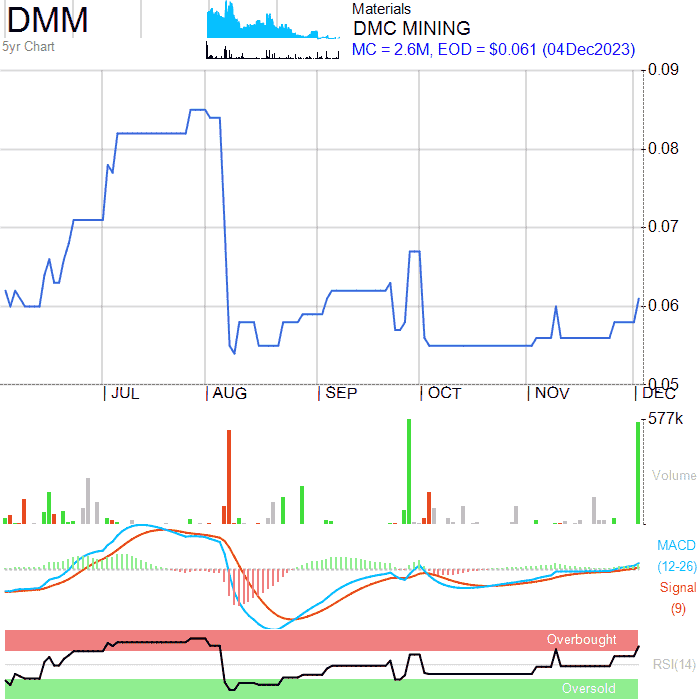 DMM
5yr Chart
Materials
DMC MINING
MC = 2.6M, EOD = $0.061 (04Dec2023)
0.09
0.08
0.07
0.06
0.05
JUL AUG SEP OCT NOV DEC
577k
Volume
MACD
(12-26)
Signal
(9)
Overbought
RSI(14)
Oversold